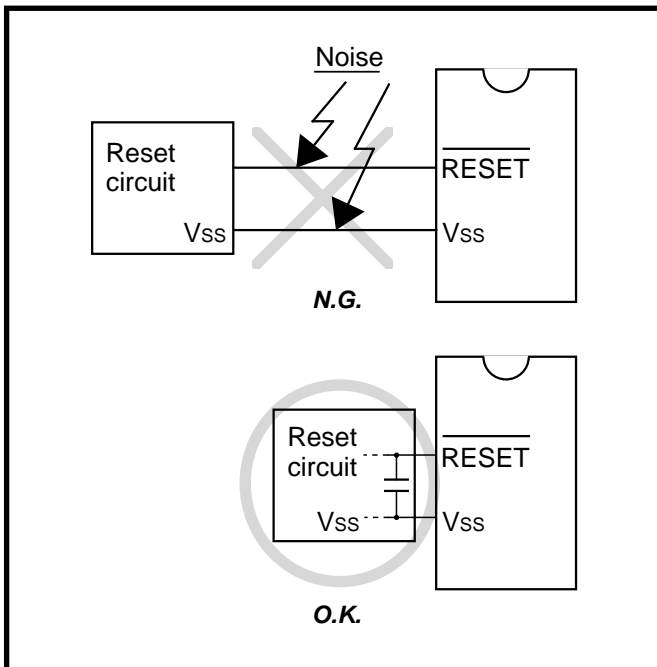 Noise
Reset
circuit
RESET
Vss
Vss
N.G.
Reset
circuit
RESET
Vss
Vss
O.K.